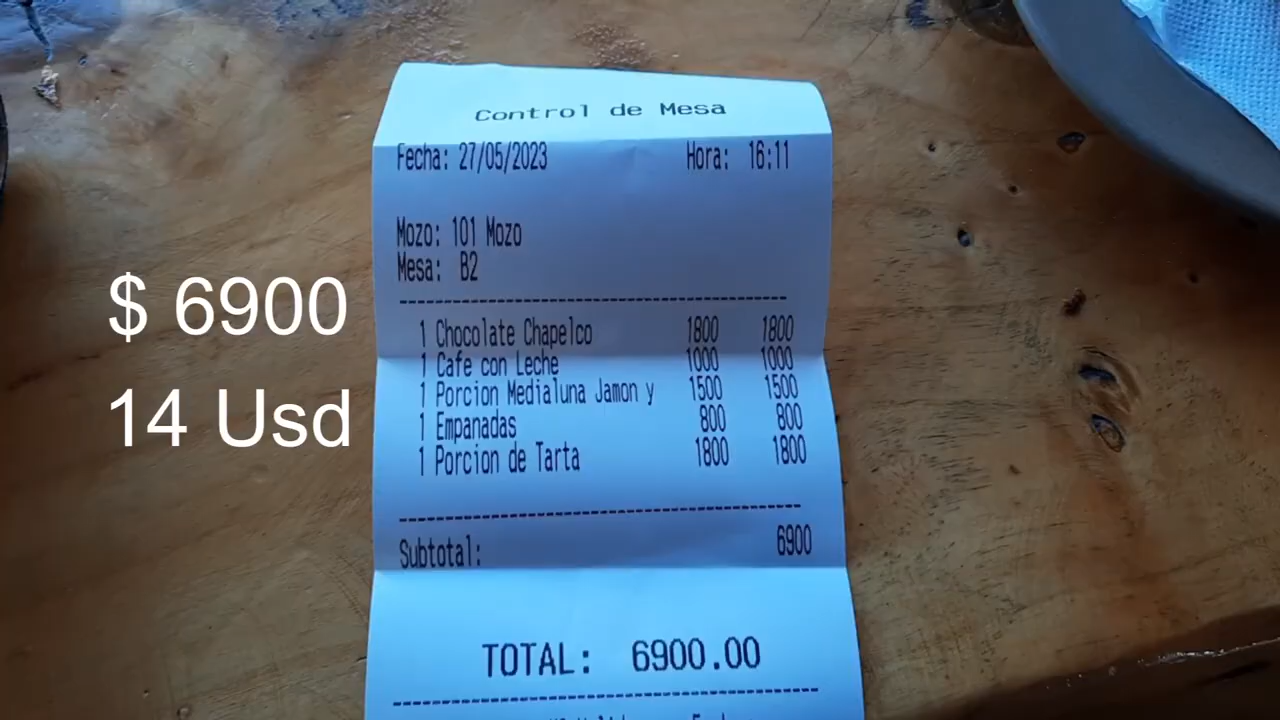 Control de Mesa
Fecha: 27/05/2023 Hora: 16:11
Mozo: 101 Mozo
Mesa: B2
$ 6900
14 Usd
1 Chocolate Chapelco 1800 1800
1 Cafe con Leche 1000 1000
1 Porcion Medialuna Jamon y 1500 1500
1 Empanadas 800 800
1 Porcion de Tarta 1800 1800
Subtotal: 6900
TOTAL: 6900.00